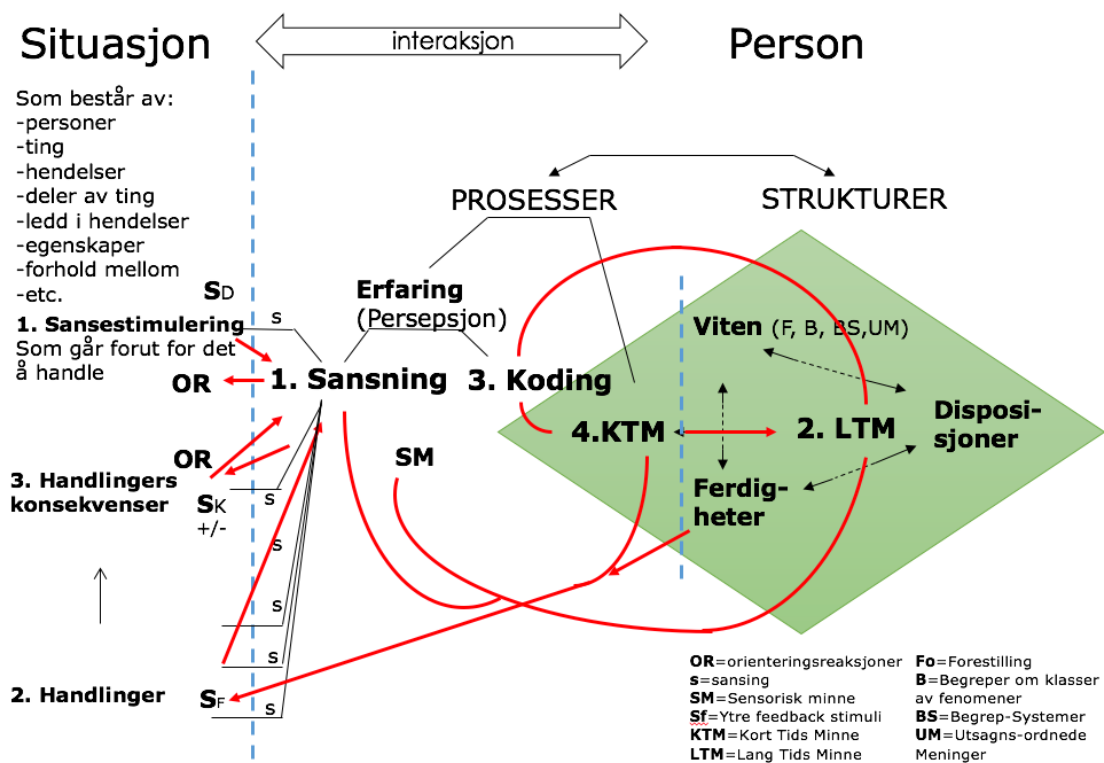 Situasjon
interaksjon
Person
Som består av:
-personer
-ting
-hendelser
-deler av ting
-ledd i hendelser
-egenskaper
-forhold mellom
-etc.
PROSESSER
STRUKTURER
SD
s
1. Sansestimulering
Som går forut for det
å handle
Erfaring
(Persepsjon)
Viten (F, B, BS,UM)
OR
1. Sansning
3. Koding
4.KTM
2. LTM
Disposi-
sjoner
OR
SM
3. Handlingers
konsekvenser
SK
+/-
s
Ferdig-
heter
s
s
s
2. Handlinger
SF
s
OR=orienteringsreaksjoner
s=sansing
SM=Sensorisk minne
Sf=Ytre feedback stimuli
KTM=Kort Tids Minne
LTM=Lang Tids Minne
Fo=Forestilling
B=Begreper om klasser
av fenomener
BS=Begrep-Systemer
UM=Utsagns-ordnede
Meninger